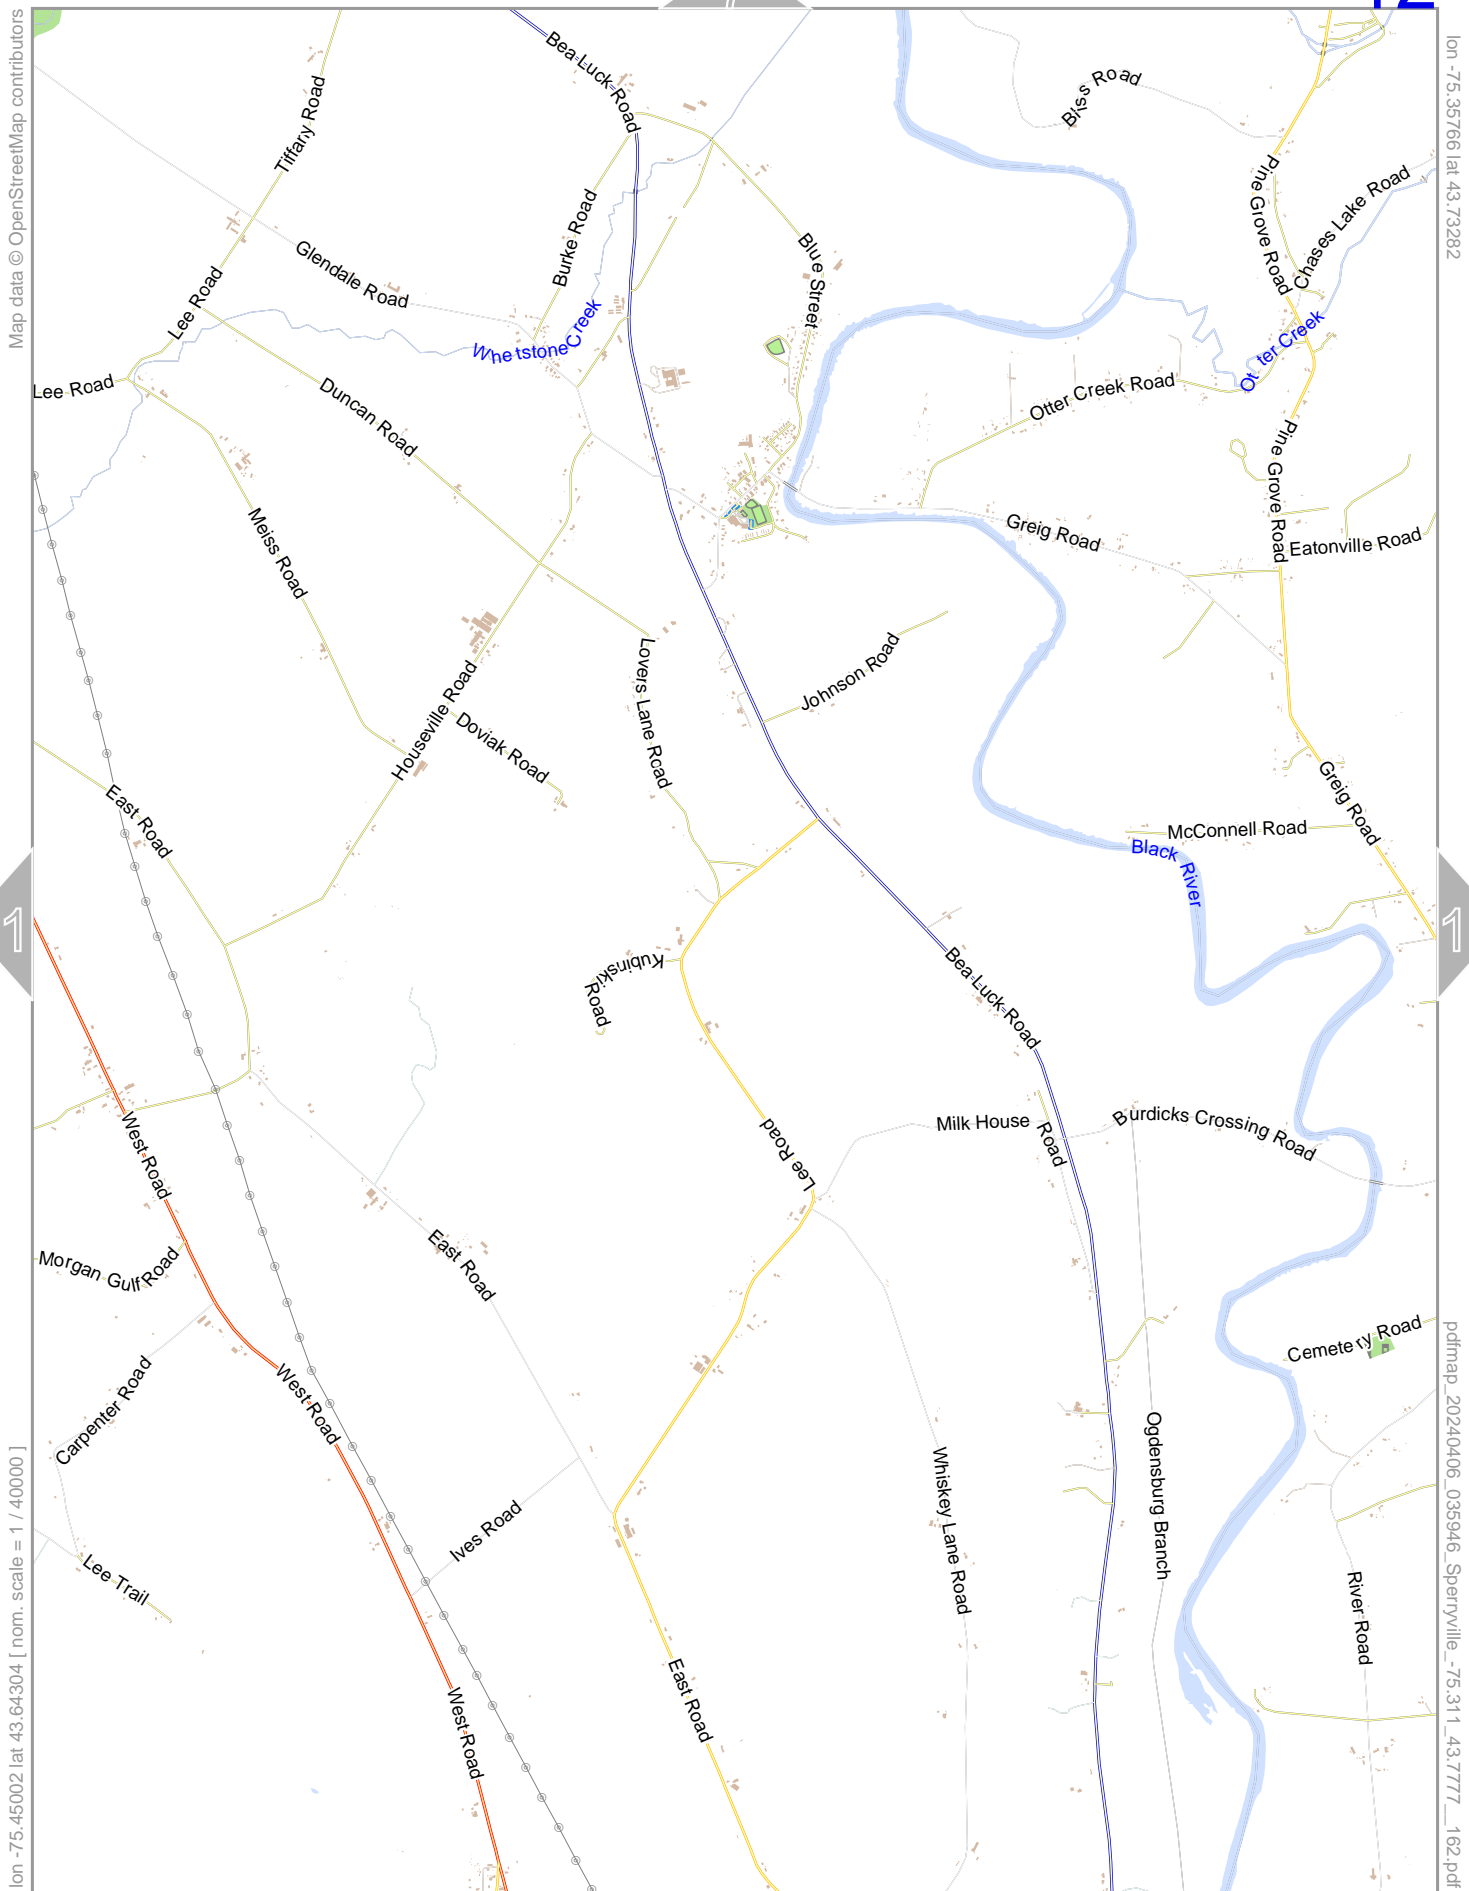 12
Map data © OpenStreetMap contributors
lon -75.35766 lat 43.73282
Bea-Luck-Road
Bliss Road
Tiffany Road
Pine Grove Road
Chases Lake Road
Burke Road
Blue Street
Glendale Road
Lee Road
Whetstone Creek
Otter Creek
Lee Road
Duncan Road
Otter Creek Road
Pine Grove Road
Meiss Road
Greig Road
Eatonville Road
Lovers Lane Road
Johnson Road
Houseville Road
Doviak Road
East Road
Greig Road
McConnell Road
Black River
1
1
Kubinski Road
Bea-Luck-Road
West-Road
Lee Road
Milk House Road
Burdicks Crossing Road
Morgan Gulf Road
East Road
Cemetery Road
Carpenter Road
West-Road
Ogdensburg Branch
Whiskey Lane Road
Ives Road
Lee Trail
River Road
East Road
West-Road
lon -75.45002 lat 43.64304 [ nom. scale = 1 / 40000 ]
pdfmap_20240406_035946_Sperryville_-75.311_43.7777__162.pdf